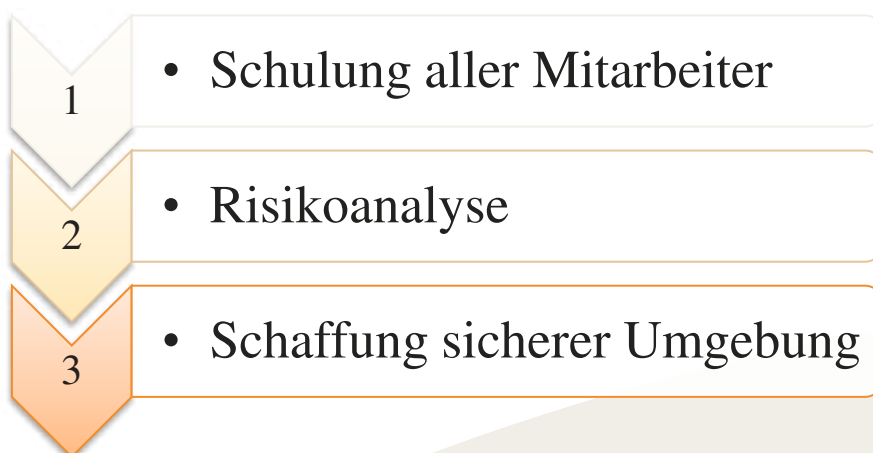 1
• Schulung aller Mitarbeiter
2
• Risikoanalyse
3
• Schaffung sicherer Umgebung